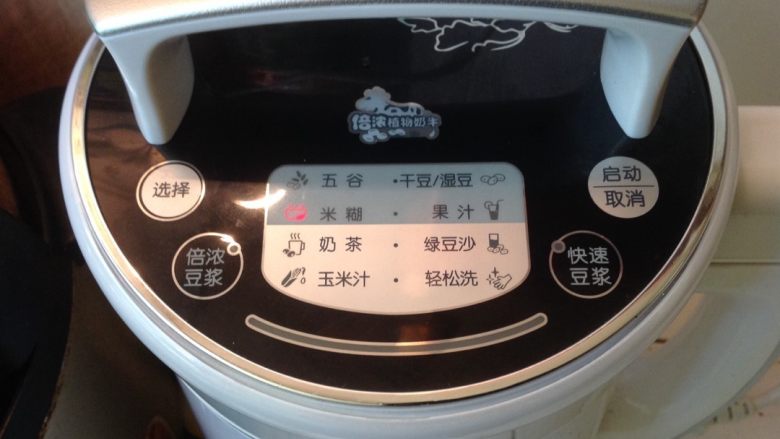 倍浓植物奶牛
选择
五谷 · 干豆/湿豆
米糊 · 果汁
奶茶 · 绿豆沙
玉米汁 · 轻松洗
启动
取消
倍浓
豆浆
快速
豆浆